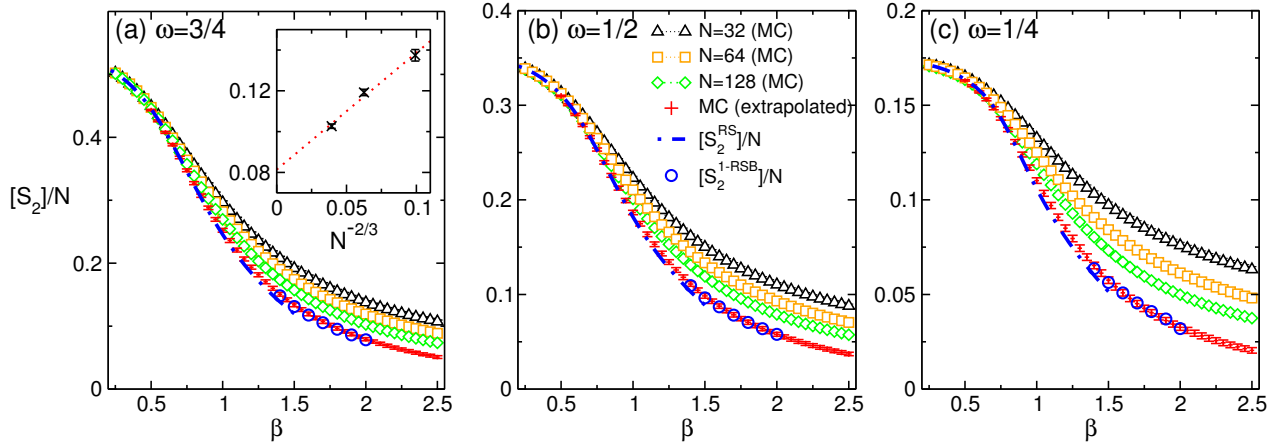 (a) ω=3/4
[S₂]/N
0.4
0.2
0
0.5
1
1.5
2
2.5
β
0.12
0.08
0
0.05
0.1
N^{-2/3}
(b) ω=1/2
0.4
0.3
0.2
0.1
0
0.5
1
1.5
2
2.5
β
N=32 (MC)
N=64 (MC)
N=128 (MC)
MC (extrapolated)
[S₂^{RS}]/N
[S₂^{1-RSB}]/N
(c) ω=1/4
0.2
0.15
0.1
0.05
0
0.5
1
1.5
2
2.5
β